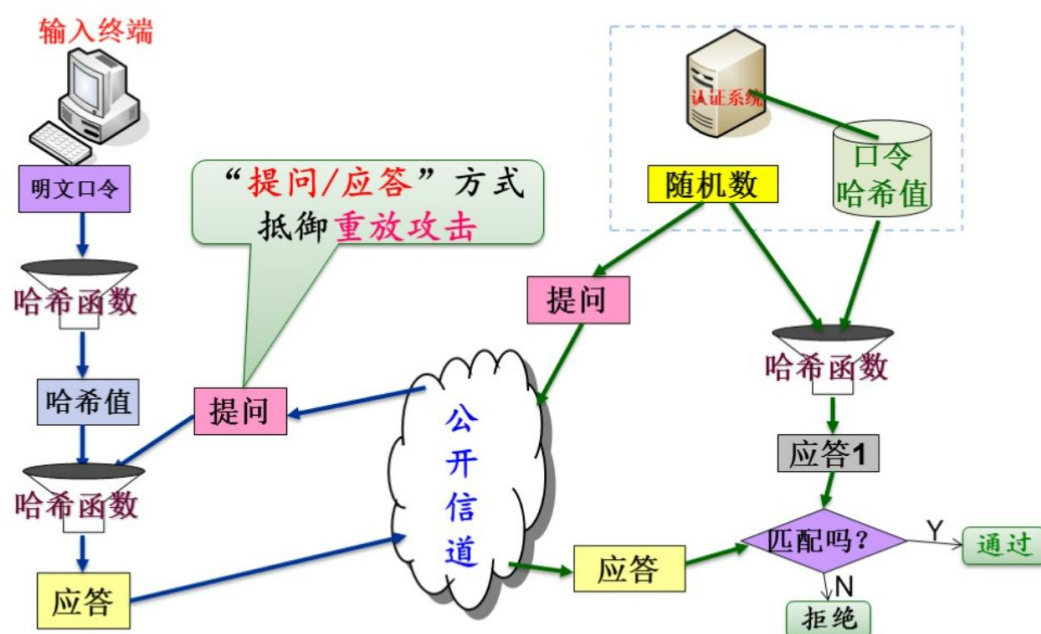 输入终端
认证系统
口令
哈希值
明文口令
“提问/应答”方式
抵御重放攻击
随机数
哈希函数
提问
哈希函数
哈希值
提问
公
开
信
道
应答1
哈希函数
匹配吗？
Y
通过
应答
应答
N
拒绝